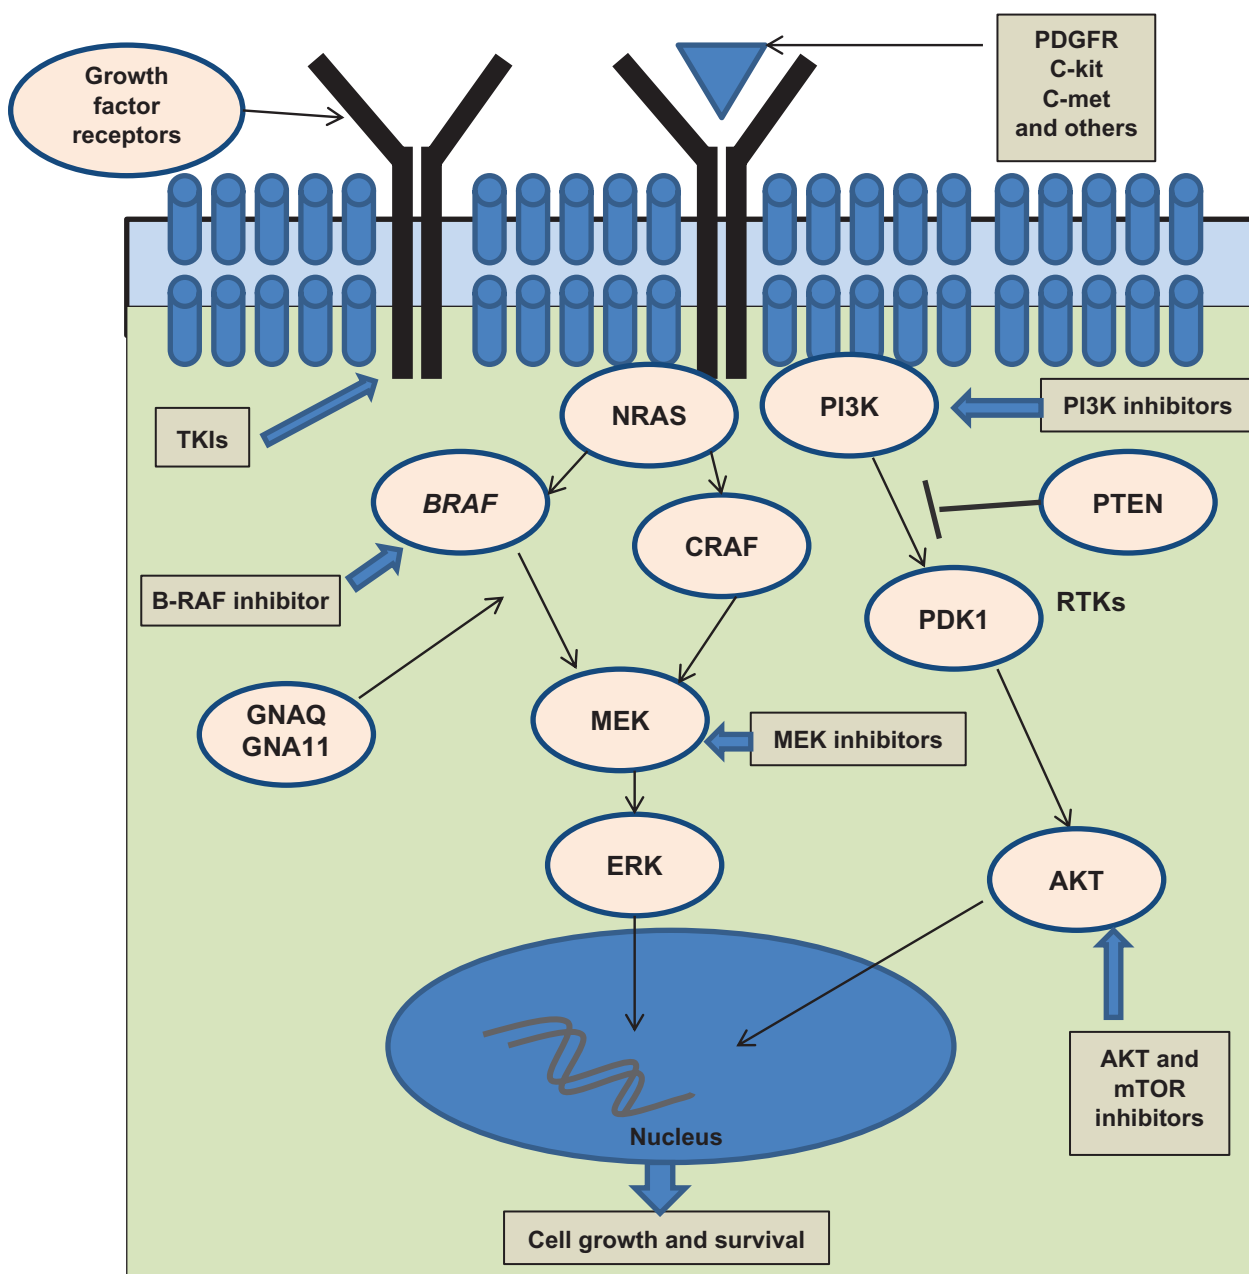 Growth
factor
receptors
PDGFR
C-kit
C-met
and others
TKIs
NRAS
PI3K
PI3K inhibitors
BRAF
CRAF
PTEN
B-RAF inhibitor
PDK1
RTKs
GNAQ
GNA11
MEK
MEK inhibitors
ERK
AKT
AKT and
mTOR
inhibitors
Nucleus
Cell growth and survival